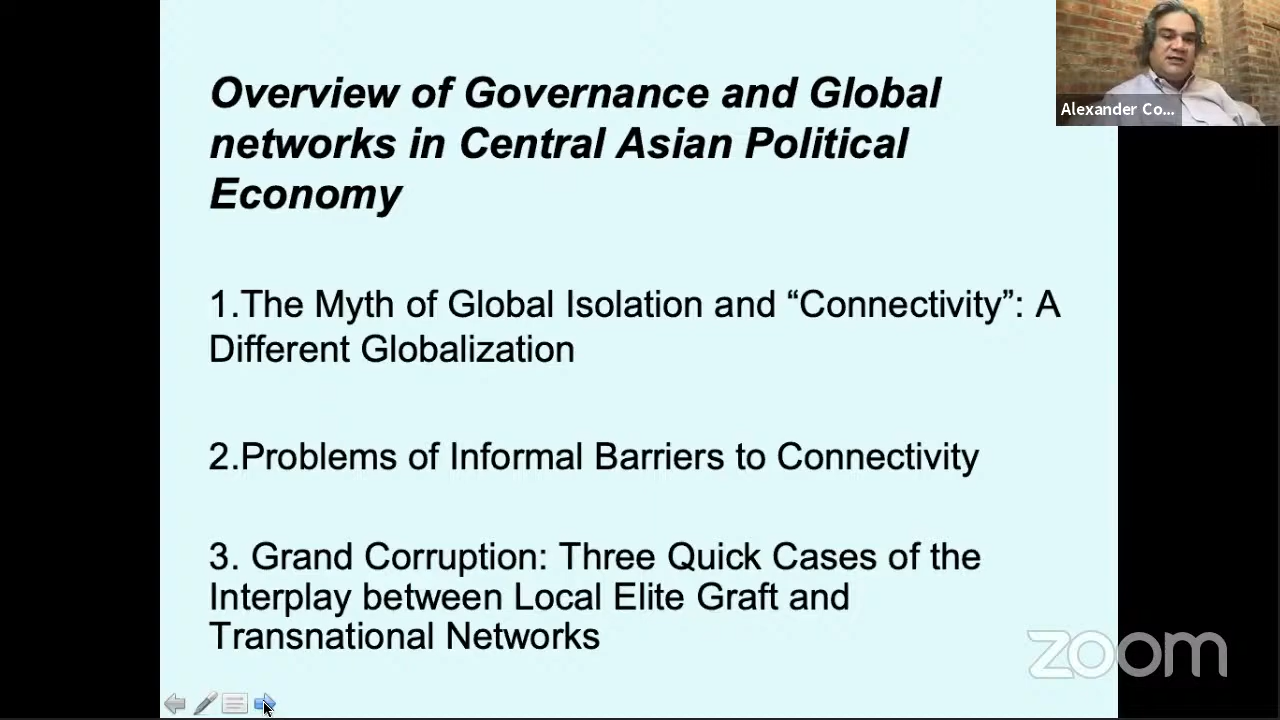 Overview of Governance and Global
networks in Central Asian Political
Economy
1.The Myth of Global Isolation and “Connectivity”: A
Different Globalization
2.Problems of Informal Barriers to Connectivity
3. Grand Corruption: Three Quick Cases of the
Interplay between Local Elite Graft and
Transnational Networks
Alexander Co...
zoom